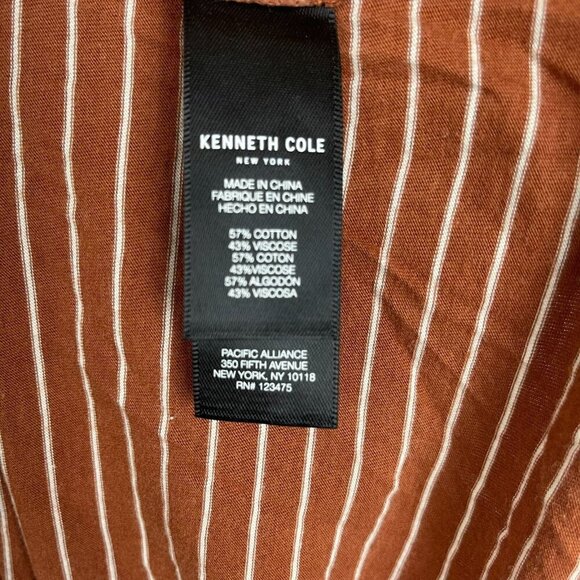 KENNETH COLE
NEW YORK
MADE IN CHINA
FABRIQUE EN CHINE
HECHO EN CHINA
57% COTTON
43% VISCOSE
57% COTON
43%VISCOSE
57% ALGODÓN
43% VISCOSA
PACIFIC ALLIANCE
350 FIFTH AVENUE
NEW YORK, NY 10118
RN# 123475